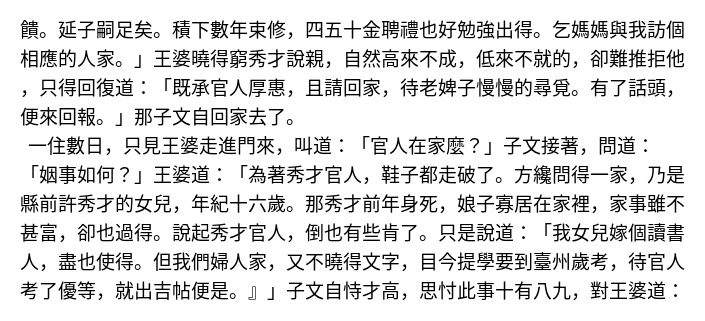 饋。延子嗣足矣。積下數年束修，四五十金聘禮也好勉強出得。乞媽媽與我訪個
相應的人家。」王婆曉得窮秀才說親，自然高來不成，低來不就的，卻難推拒他
，只得回復道：「既承官人厚惠，且請回家，待老婢子慢慢的尋覓。有了話頭，
便來回報。」那子文自回家去了。
一住數日，只見王婆走進門來，叫道：「官人在家麼？」子文接著，問道：
「姻事如何？」王婆道：「為著秀才官人，鞋子都走破了。方纔問得一家，乃是
縣前許秀才的女兒，年紀十六歲。那秀才前年身死，娘子寡居在家裡，家事雖不
甚富，卻也過得。說起秀才官人，倒也有些肯了。只是說道：「我女兒嫁個讀書
人，盡也使得。但我們婦人家，又不曉得文字，目今提學要到臺州歲考，待官人
考了優等，就出吉帖便是。』」子文自恃才高，思忖此事十有八九，對王婆道：